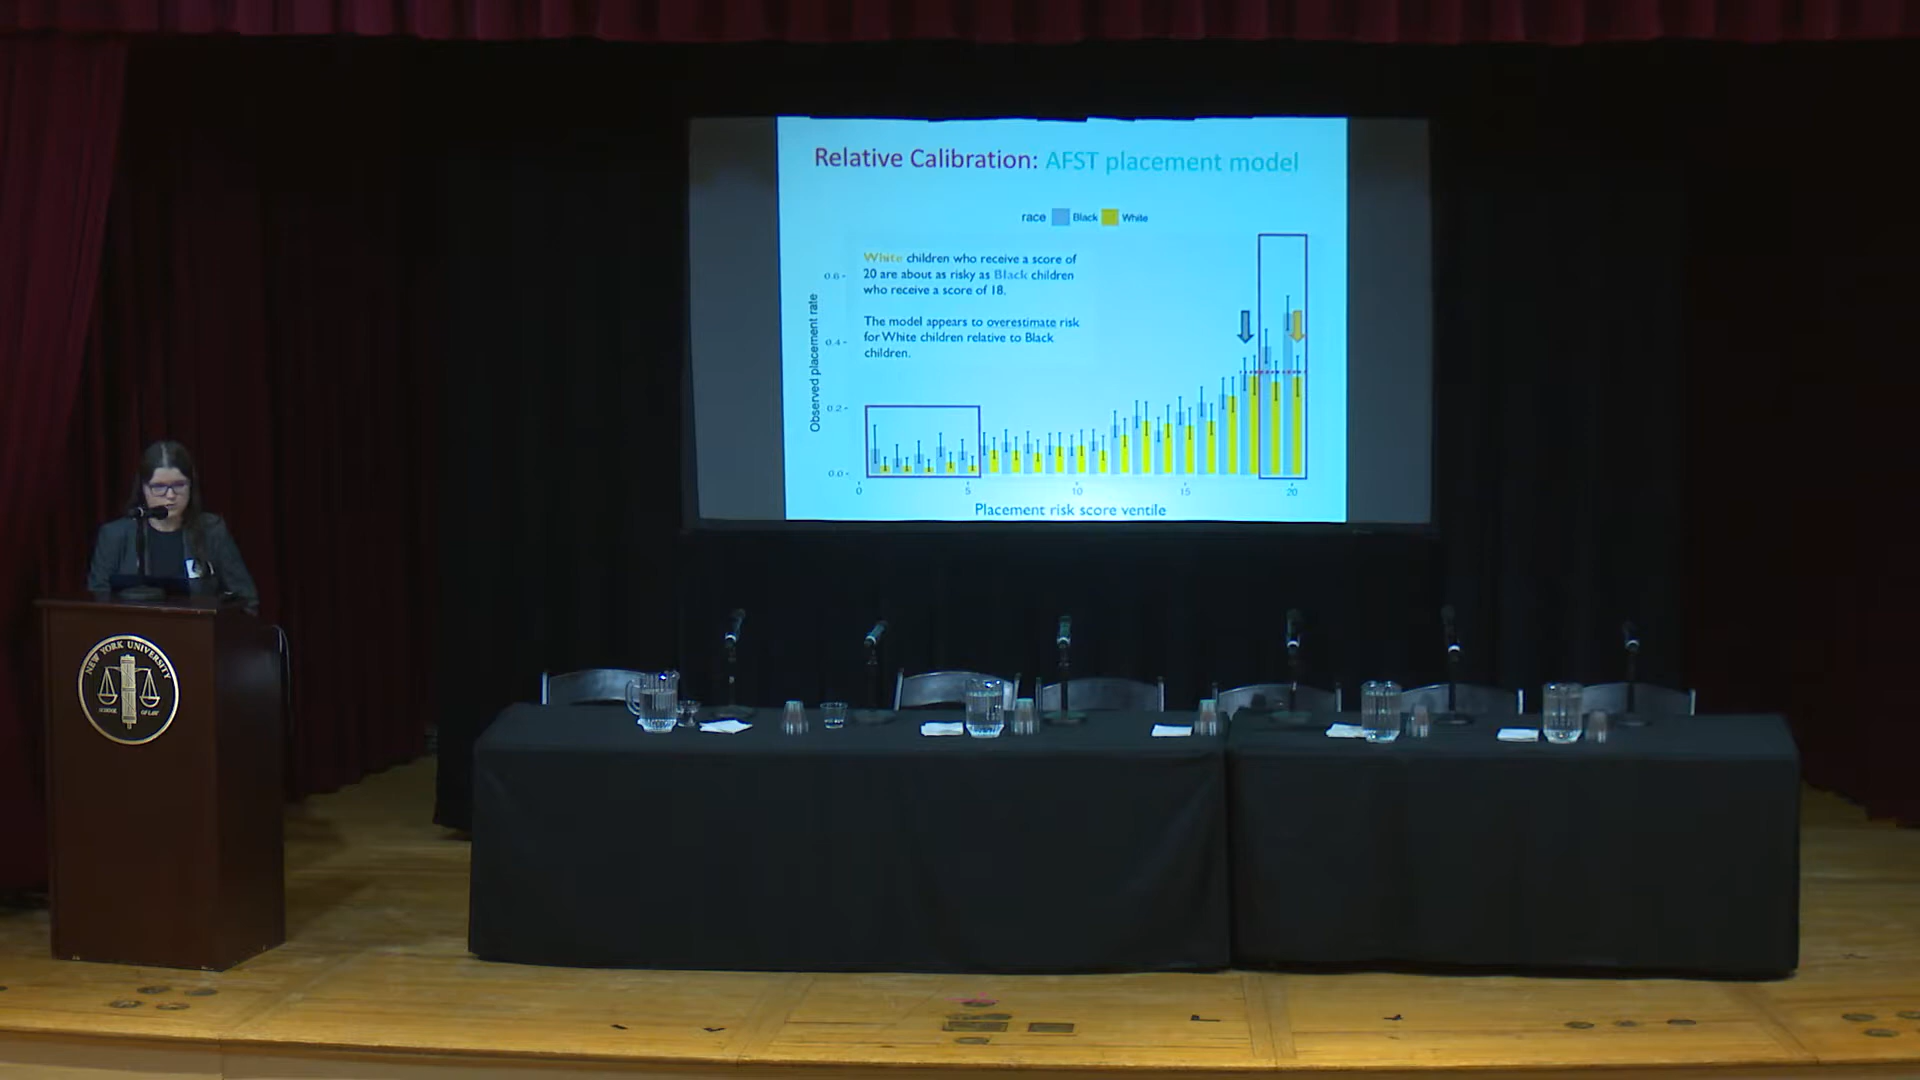 Relative Calibration: AFST placement model
race Black White
White children who receive a score of
20 are about as risky as Black children
who receive a score of 18.
The model appears to overestimate risk
for White children relative to Black
children.
Observed placement rate
0.6
0.4
0.2
0.0
0 5 10 15 20
Placement risk score ventile
NEW YORK UNIVERSITY
SCHOOL OF LAW